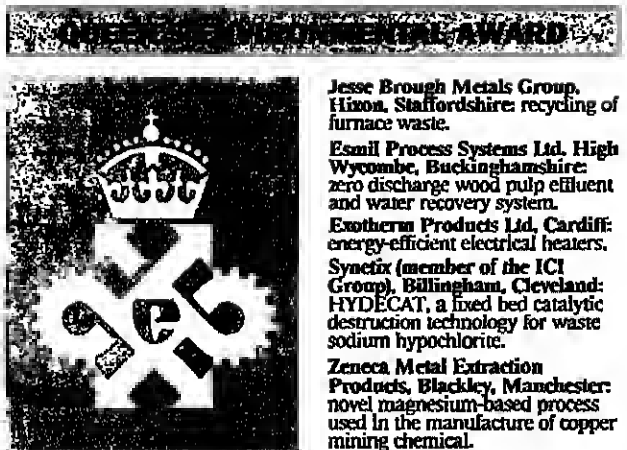 QUEEN'S ENVIRONMENTAL AWARD
Jesse Brough Metals Group,
Hixon, Staffordshire: recycling of
furnace waste.
Esmil Process Systems Ltd, High
Wycombe, Buckinghamshire:
zero discharge wood pulp effluent
and water recovery system.
Exotherm Products Ltd, Cardiff:
energy-efficient electrical heaters.
Synetix (member of the ICI
Group), Billingham, Cleveland:
HYDECAT, a fixed bed catalytic
destruction technology for waste
sodium hypochlorite.
Zeneca Metal Extraction
Products, Blackley, Manchester:
novel magnesium-based process
used in the manufacture of copper
mining chemical.